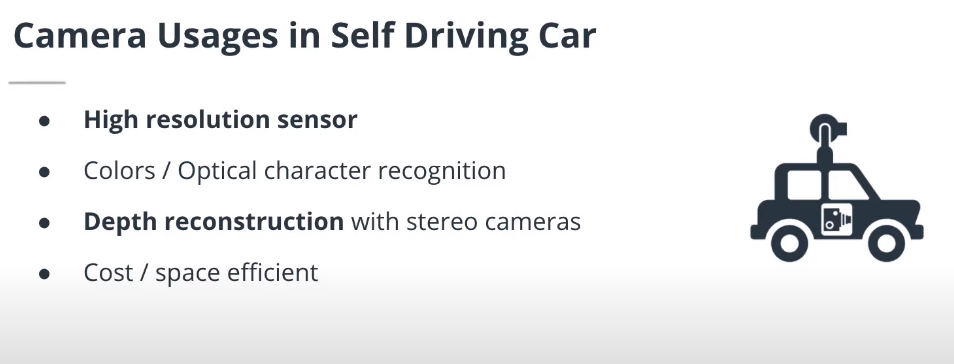 Camera Usages in Self Driving Car
● High resolution sensor
● Colors / Optical character recognition
● Depth reconstruction with stereo cameras
● Cost / space efficient